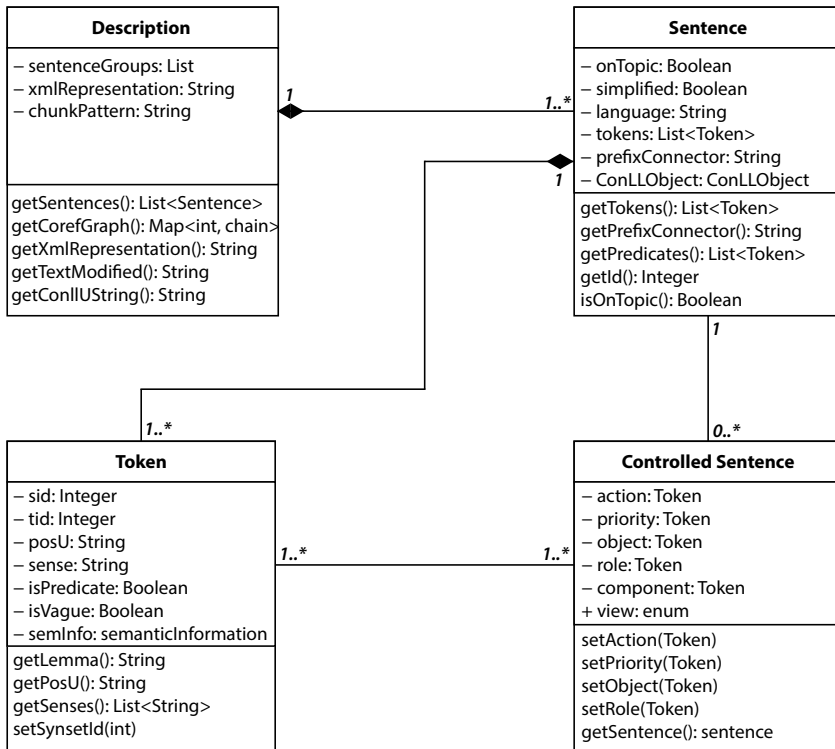 Description
– sentenceGroups: List
– xmlRepresentation: String
– chunkPattern: String
getSentences(): List<Sentence>
getCorefGraph(): Map<int, chain>
getXmlRepresentation(): String
getTextModified(): String
getConllUString(): String
1
1..*
Sentence
– onTopic: Boolean
– simplified: Boolean
– language: String
– tokens: List<Token>
– prefixConnector: String
– ConLLObject: ConLLObject
getTokens(): List<Token>
getPrefixConnector(): String
getPredicates(): List<Token>
getId(): Integer
isOnTopic(): Boolean
1
1..*
1
0..*
Token
– sid: Integer
– tid: Integer
– posU: String
– sense: String
– isPredicate: Boolean
– isVague: Boolean
– semInfo: semanticInformation
getLemma(): String
getPosU(): String
getSenses(): List<String>
setSynsetId(int)
1..*
1..*
Controlled Sentence
– action: Token
– priority: Token
– object: Token
– role: Token
– component: Token
+ view: enum
setAction(Token)
setPriority(Token)
setObject(Token)
setRole(Token)
getSentence(): sentence